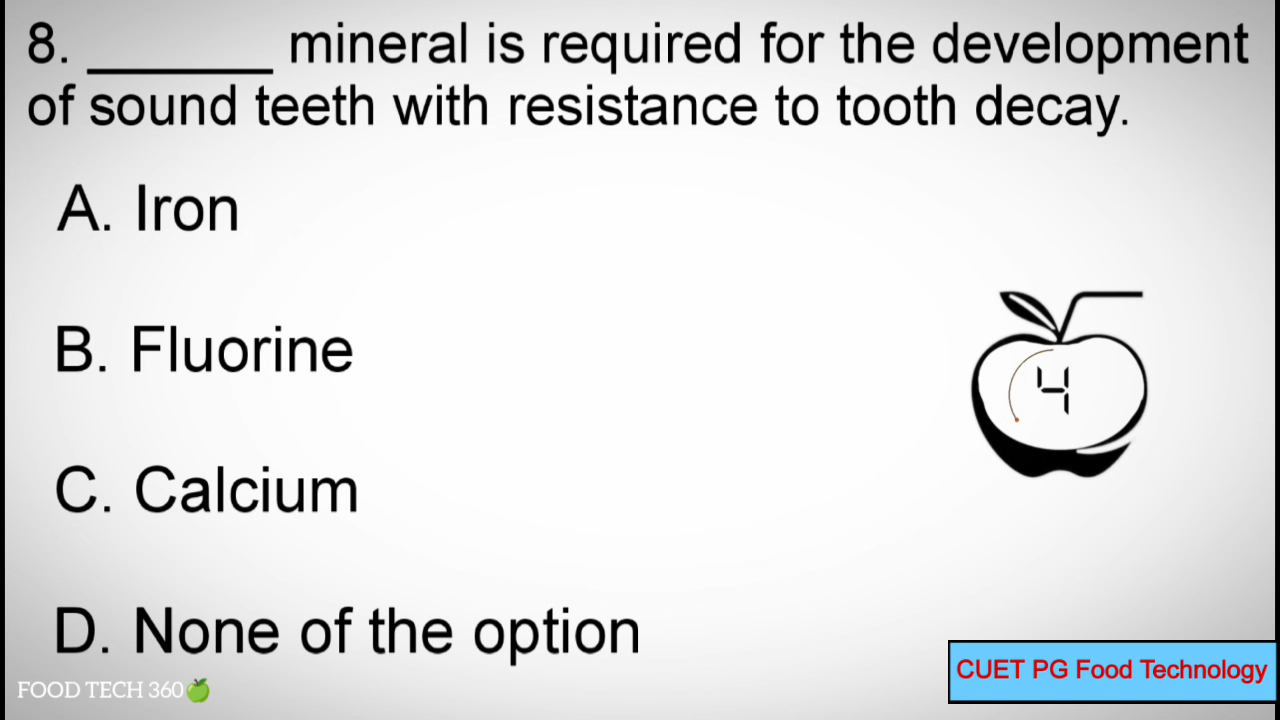 8. ______ mineral is required for the development
of sound teeth with resistance to tooth decay.
A. Iron
B. Fluorine
4
C. Calcium
D. None of the option
CUET PG Food Technology
FOOD TECH 360